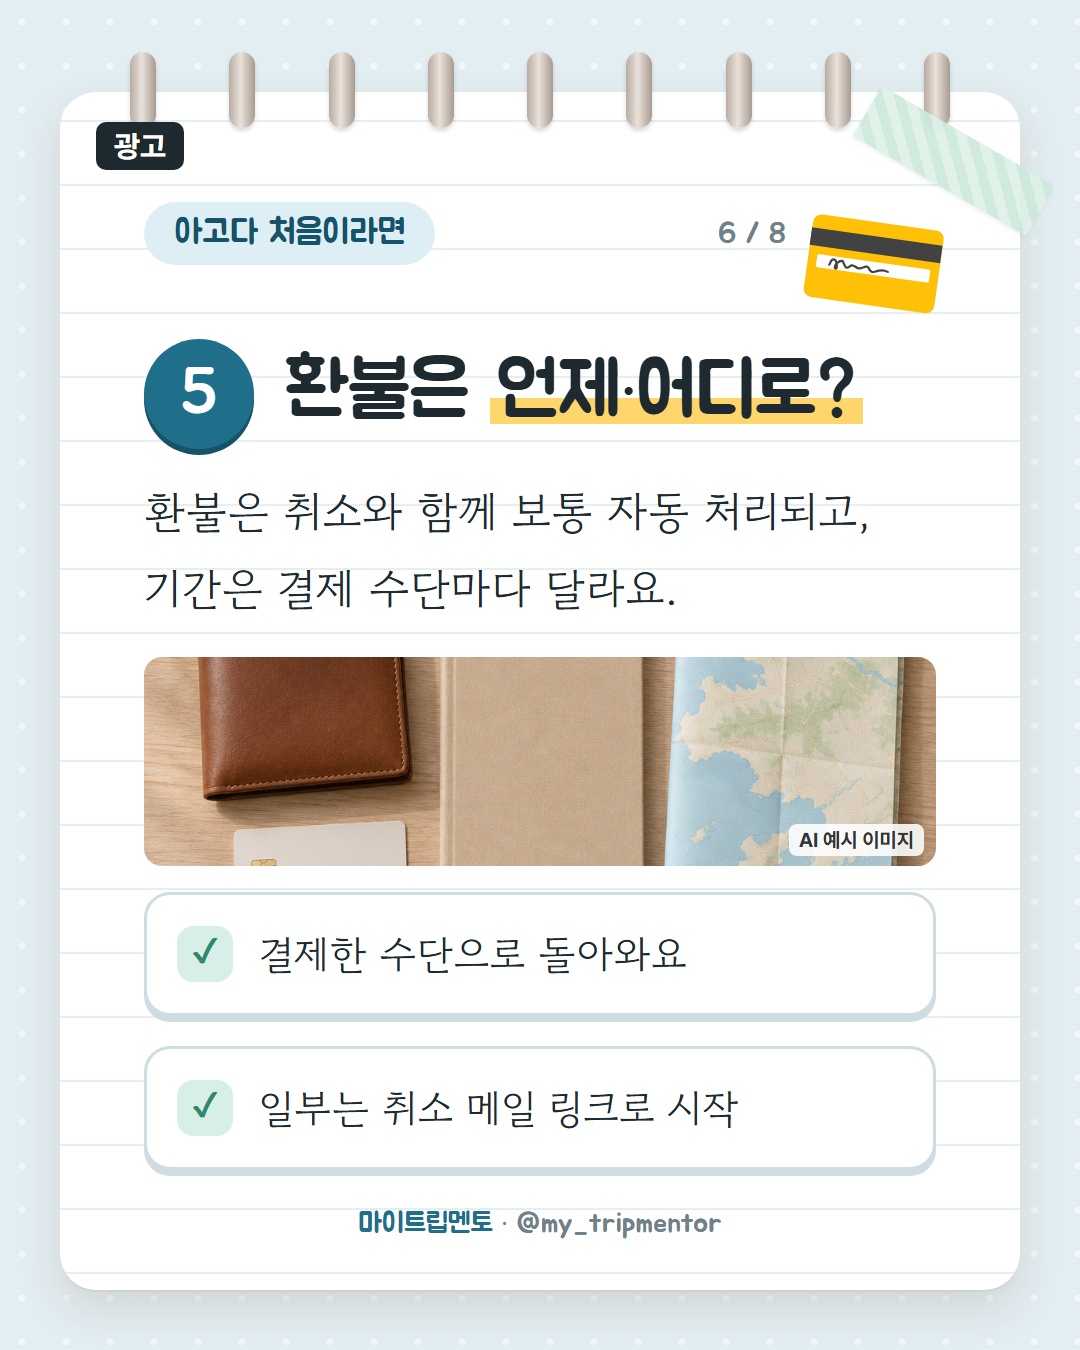 광고
아고다 처음이라면
6 / 8
5
환불은 언제·어디로?
환불은 취소와 함께 보통 자동 처리되고,
기간은 결제 수단마다 달라요.
AI 예시 이미지
✓ 결제한 수단으로 돌아와요
✓ 일부는 취소 메일 링크로 시작
마이트립멘토 · @my_tripmentor